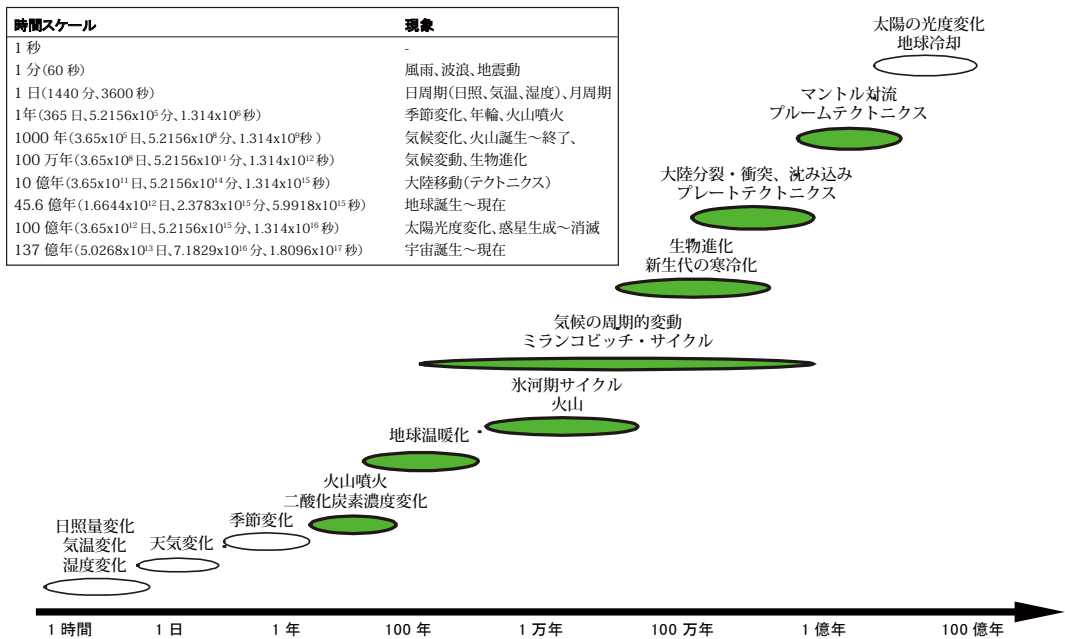 時間スケール 現象
1 秒 -
1 分(60 秒) 風雨、波浪、地震動
1 日(1440 分、3600 秒) 日周期(日照、気温、湿度)、月周期
1年(365 日、5.2156x10⁵ 分、1.314x10⁶ 秒) 季節変化、年輪、火山噴火
1000 年(3.65x10⁵ 日、5.2156x10⁸ 分、1.314x10⁹秒 ) 気候変化、火山誕生～終了、
100 万年(3.65x10⁸ 日、5.2156x10¹¹ 分、1.314x10¹² 秒) 気候変動、生物進化
10 億年(3.65x10¹¹ 日、5.2156x10¹⁴ 分、1.314x10¹⁵ 秒) 大陸移動(テクトニクス)
45.6 億年(1.6644x10¹² 日、2.3783x10¹⁵ 分、5.9918x10¹⁵ 秒) 地球誕生～現在
100 億年(3.65x10¹² 日、5.2156x10¹⁵ 分、1.314x10¹⁶ 秒) 太陽光度変化、惑星生成～消滅
137 億年(5.0268x10¹³ 日、7.1829x10¹⁶ 分、1.8096x10¹⁷ 秒) 宇宙誕生～現在
太陽の光度変化
地球冷却
マントル対流
プルームテクトニクス
大陸分裂・衝突、沈み込み
プレートテクトニクス
生物進化
新生代の寒冷化
気候の周期的変動
ミランコビッチ・サイクル
氷河期サイクル
火山
地球温暖化
火山噴火
二酸化炭素濃度変化
季節変化
天気変化
日照量変化
気温変化
湿度変化
1 時間 1 日 1 年 100 年 1 万年 100 万年 1 億年 100 億年